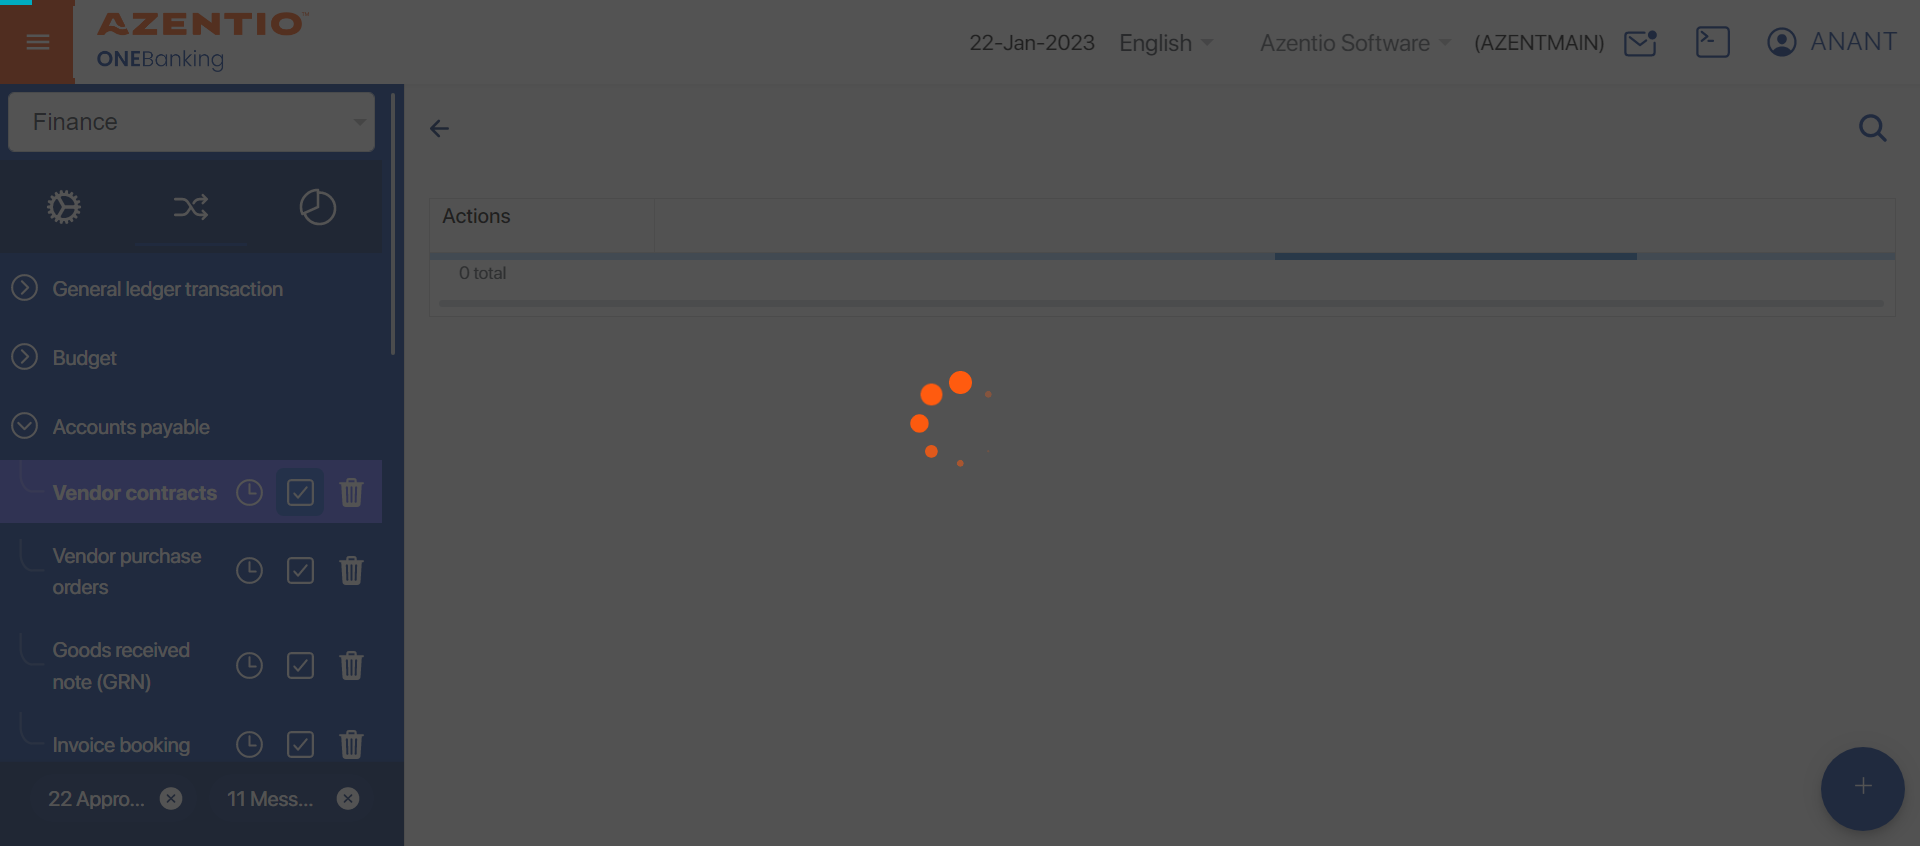 AZENTIO
ONEBanking
22-Jan-2023 English Azentio Software (AZENTMAIN) ANANT
Finance
Actions
0 total
General ledger transaction
Budget
Accounts payable
Vendor contracts
Vendor purchase
orders
Goods received
note (GRN)
Invoice booking
22 Appro... 11 Mess...